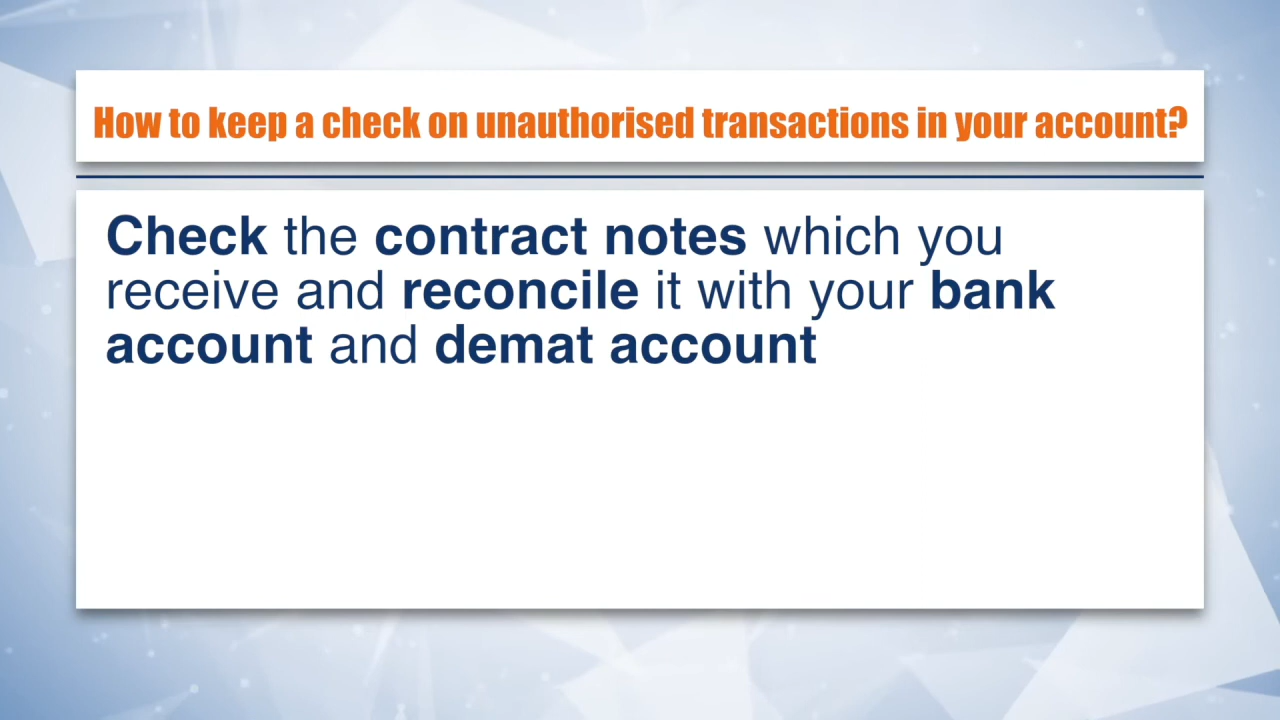 How to keep a check on unauthorised transactions in your account?
Check the contract notes which you
receive and reconcile it with your bank
account and demat account